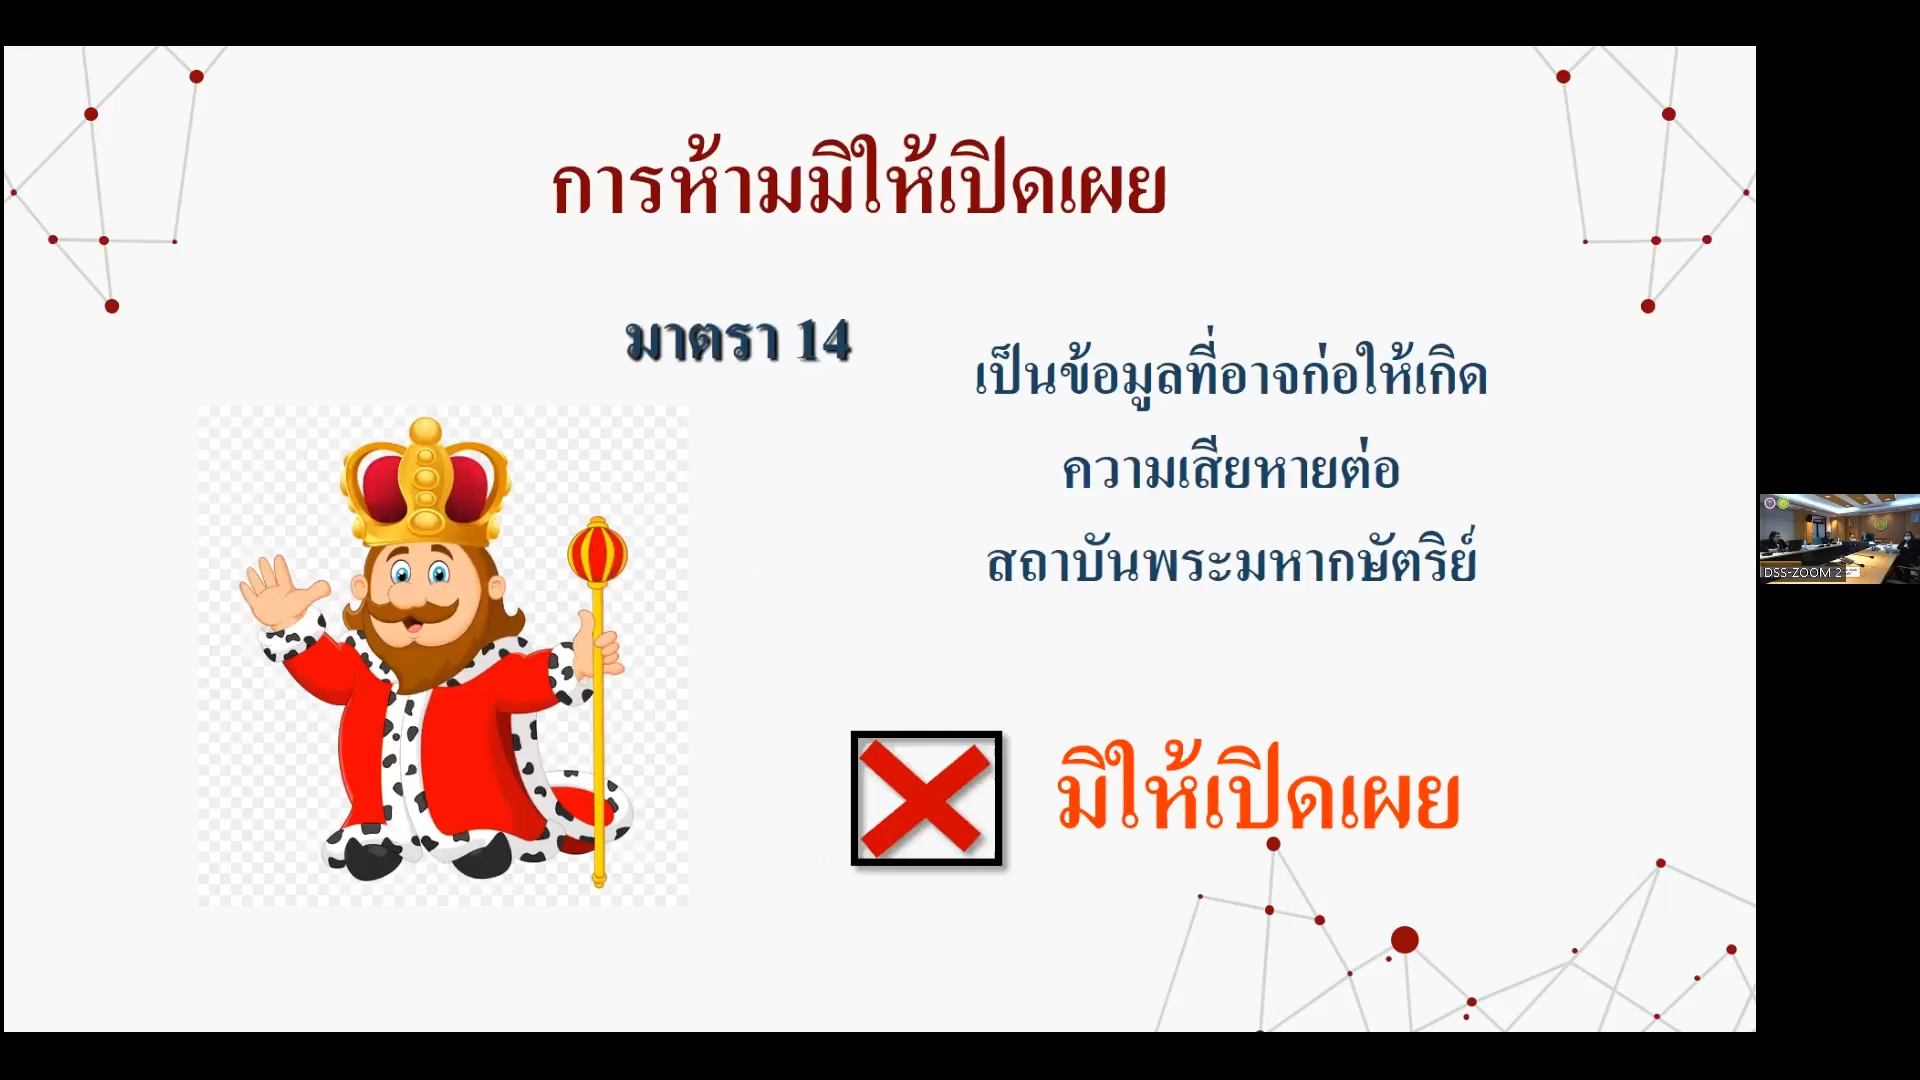 การห้ามมิให้เปิดเผย
มาตรา 14
เป็นข้อมูลที่อาจก่อให้เกิด
ความเสียหายต่อ
สถาบันพระมหากษัตริย์
มิให้เปิดเผย
DSS-ZOOM 2